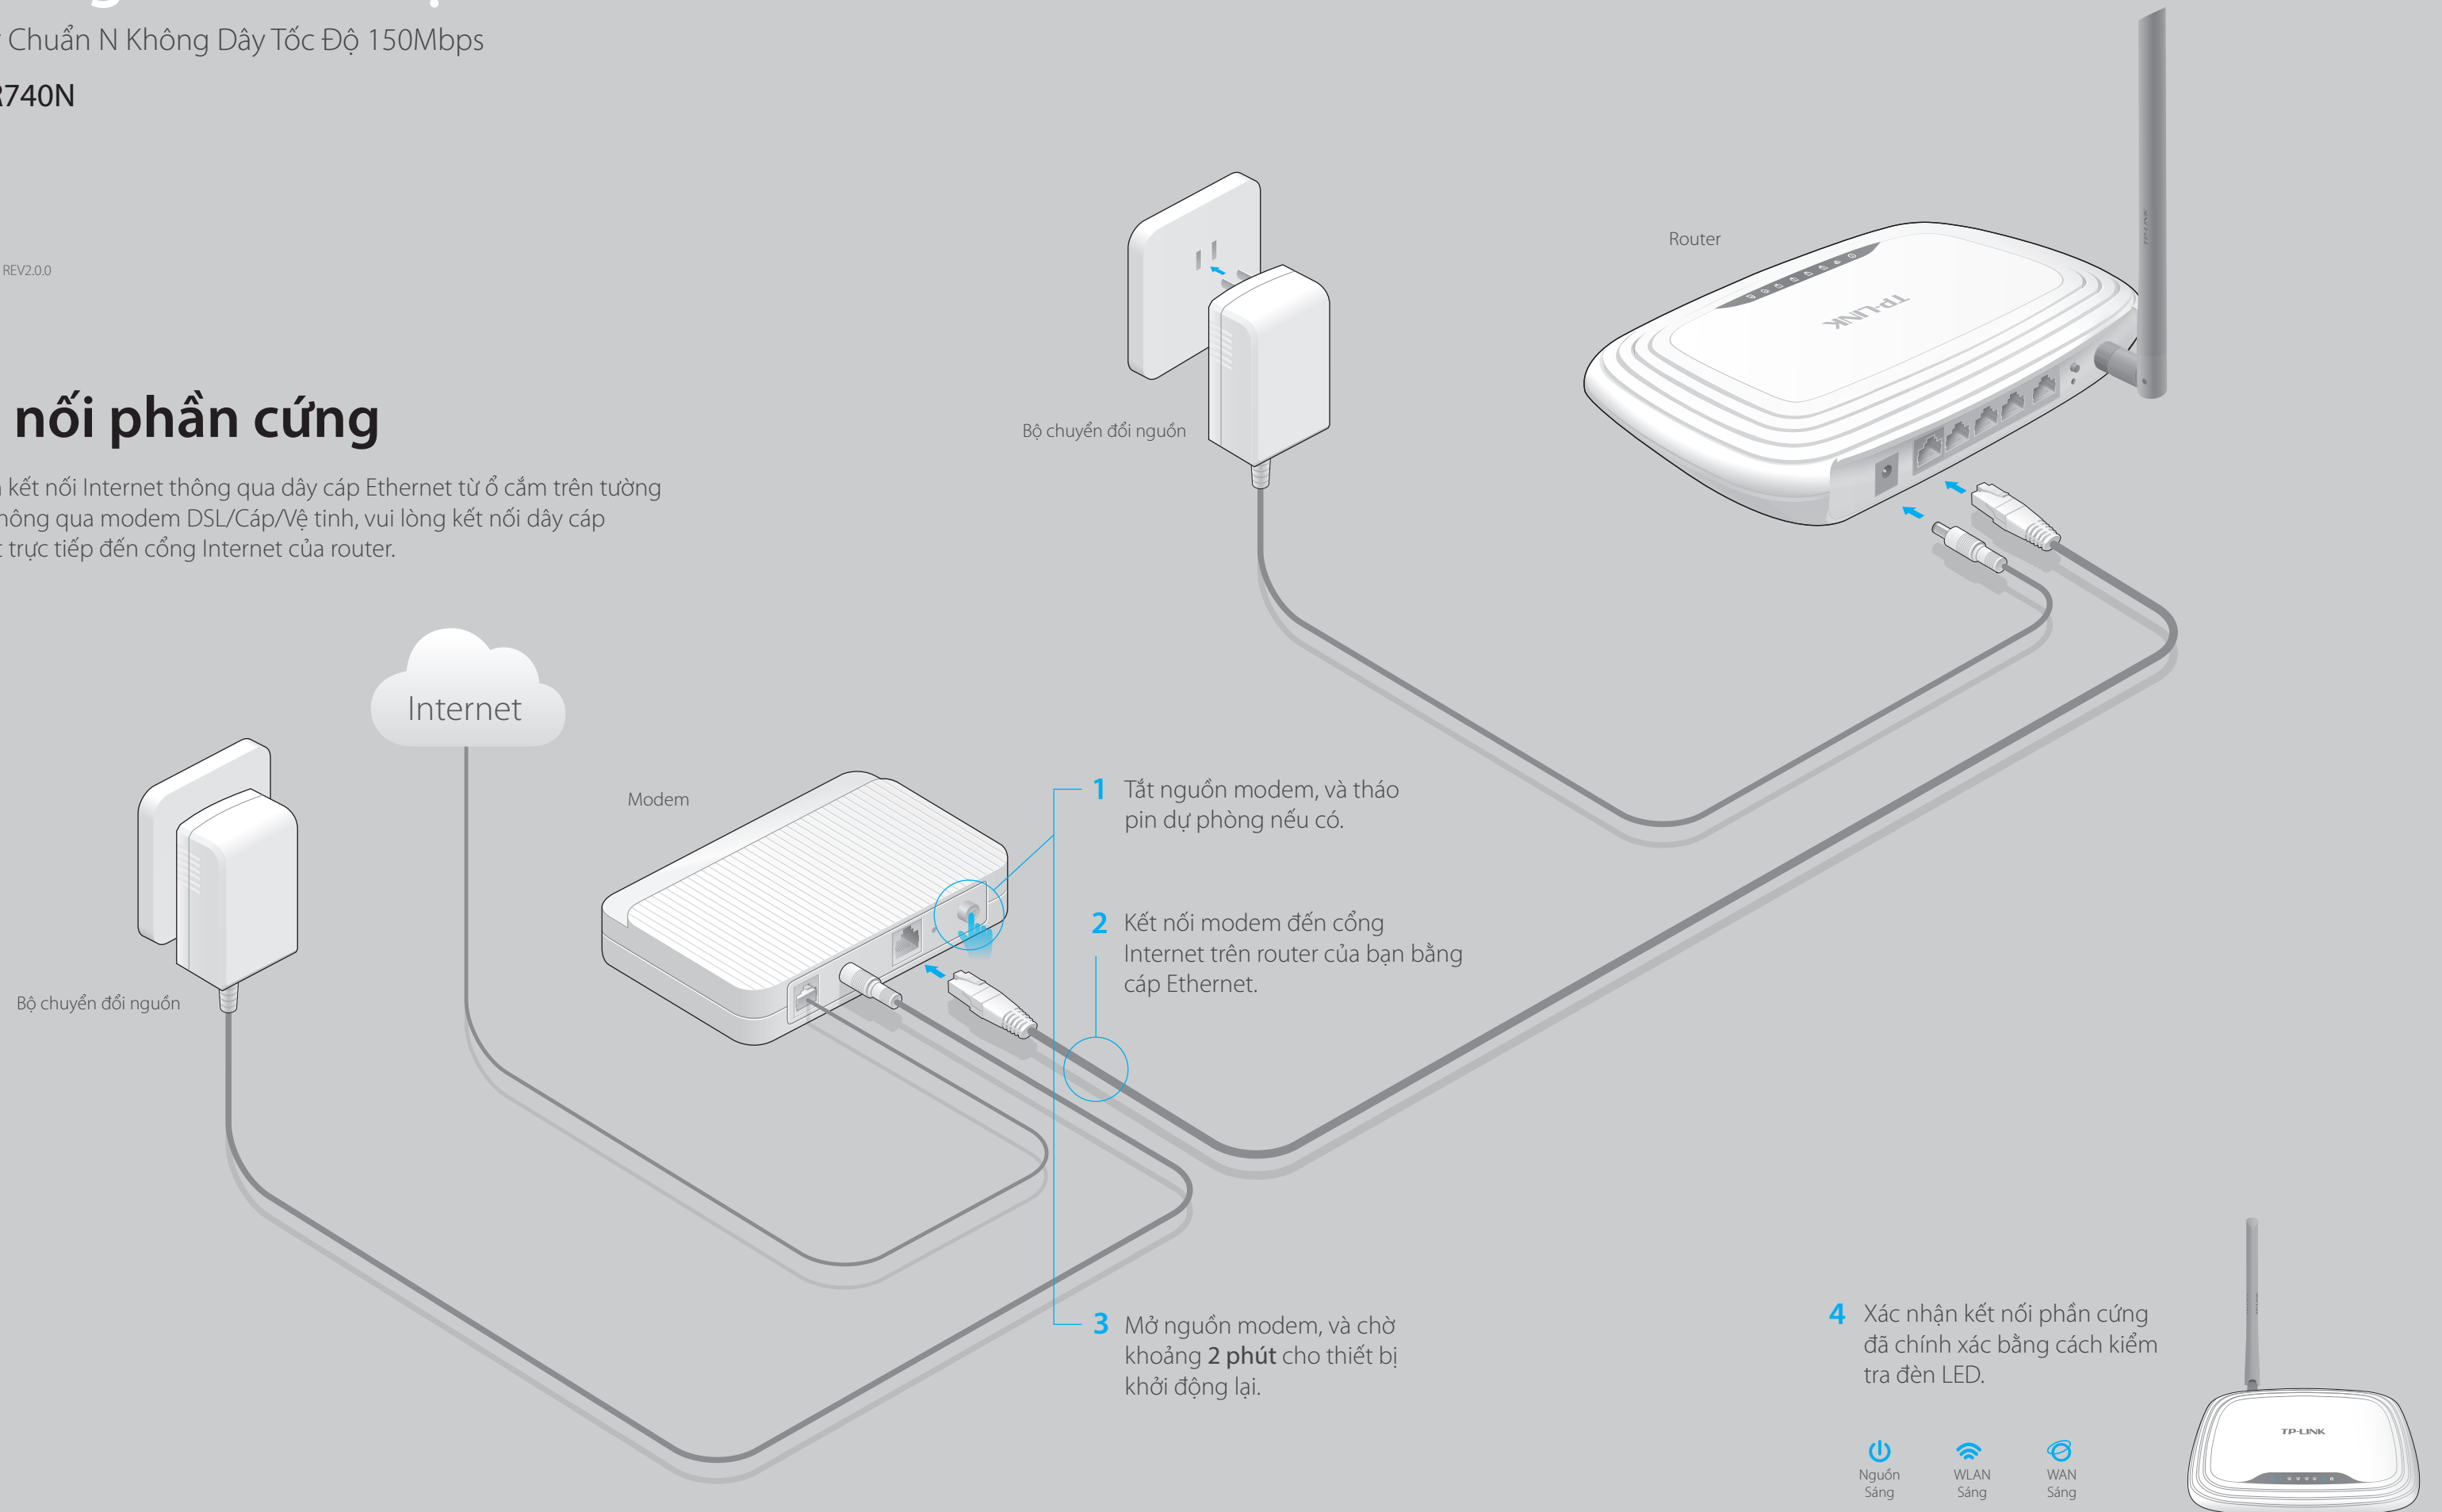 Chuẩn N Không Dây Tốc Độ 150Mbps
R740N
REV2.0.0
nối phần cứng
kết nối Internet thông qua dây cáp Ethernet từ ổ cắm trên tường
hông qua modem DSL/Cáp/Vệ tinh, vui lòng kết nối dây cáp
trực tiếp đến cổng Internet của router.
Router
TP-LINK
Bộ chuyển đổi nguồn
Internet
Modem
Bộ chuyển đổi nguồn
1 Tắt nguồn modem, và tháo
pin dự phòng nếu có.
2 Kết nối modem đến cổng
Internet trên router của bạn bằng
cáp Ethernet.
3 Mở nguồn modem, và chờ
khoảng 2 phút cho thiết bị
khởi động lại.
4 Xác nhận kết nối phần cứng
đã chính xác bằng cách kiểm
tra đèn LED.
Nguồn
Sáng
WLAN
Sáng
WAN
Sáng
TP-LINK